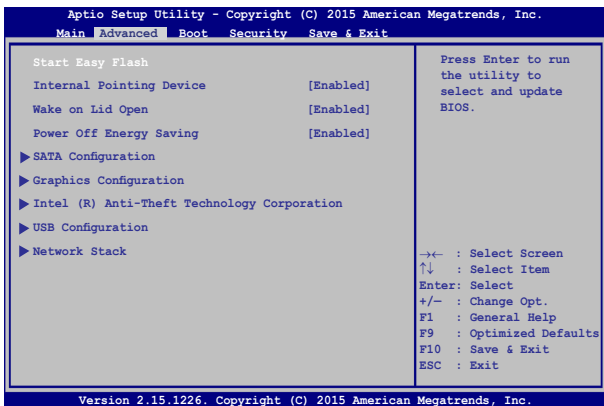 Aptio Setup Utility - Copyright (C) 2015 American Megatrends, Inc.
Main Advanced Boot Security Save & Exit
Start Easy Flash
Internal Pointing Device [Enabled]
Wake on Lid Open [Enabled]
Power Off Energy Saving [Enabled]
SATA Configuration
Graphics Configuration
Intel (R) Anti-Theft Technology Corporation
USB Configuration
Network Stack
Press Enter to run
the utility to
select and update
BIOS.
→← : Select Screen
↑↓ : Select Item
Enter: Select
+/— : Change Opt.
F1 : General Help
F9 : Optimized Defaults
F10 : Save & Exit
ESC : Exit
Version 2.15.1226. Copyright (C) 2015 American Megatrends, Inc.